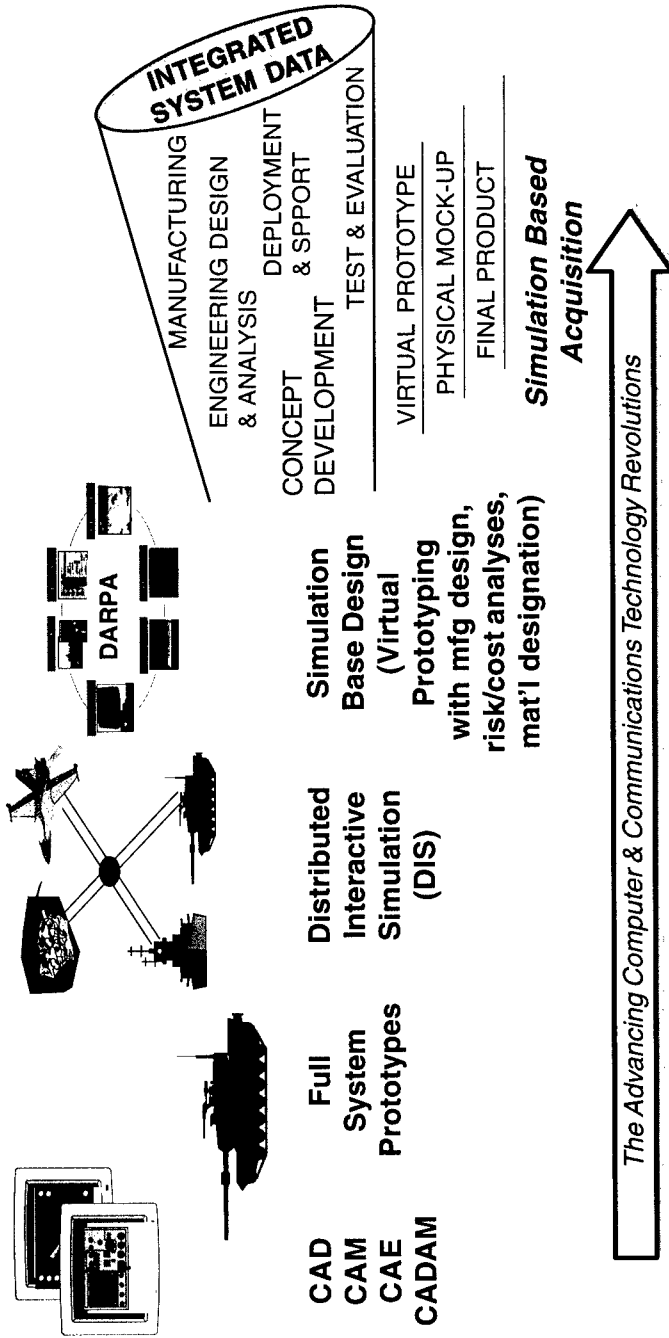 CAD
CAM
CAE
CADAM
Full
System
Prototypes
Distributed
Interactive
Simulation
(DIS)
DARPA
Simulation
Base Design
(Virtual
Prototyping
with mfg design,
risk/cost analyses,
mat'l designation)
INTEGRATED
SYSTEM DATA
MANUFACTURING
ENGINEERING DESIGN
& ANALYSIS
DEPLOYMENT
& SPPORT
CONCEPT
DEVELOPMENT
TEST & EVALUATION
VIRTUAL PROTOTYPE
PHYSICAL MOCK-UP
FINAL PRODUCT
Simulation Based
Acquisition
The Advancing Computer & Communications Technology Revolutions